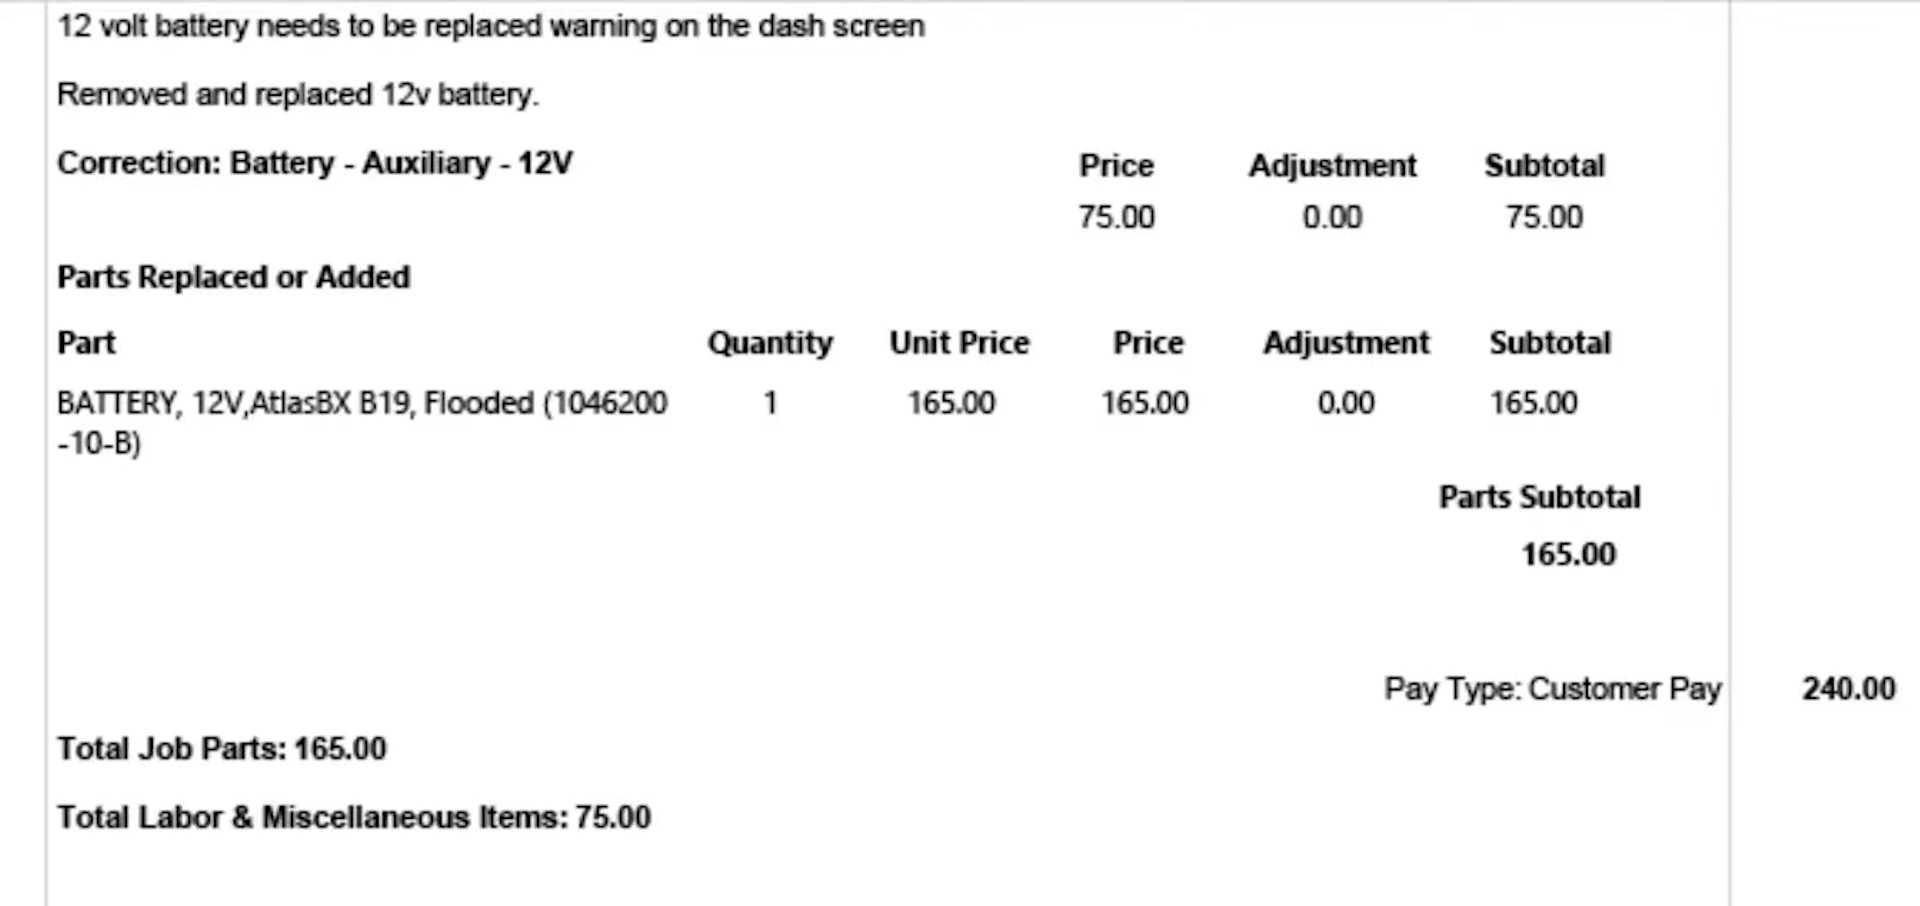 12 volt battery needs to be replaced warning on the dash screen
Removed and replaced 12v battery.
Correction: Battery - Auxiliary - 12V Price Adjustment Subtotal
75.00 0.00 75.00
Parts Replaced or Added
Part Quantity Unit Price Price Adjustment Subtotal
BATTERY, 12V,AtlasBX B19, Flooded (1046200 1 165.00 165.00 0.00 165.00
-10-B)
Parts Subtotal
165.00
Pay Type: Customer Pay 240.00
Total Job Parts: 165.00
Total Labor & Miscellaneous Items: 75.00